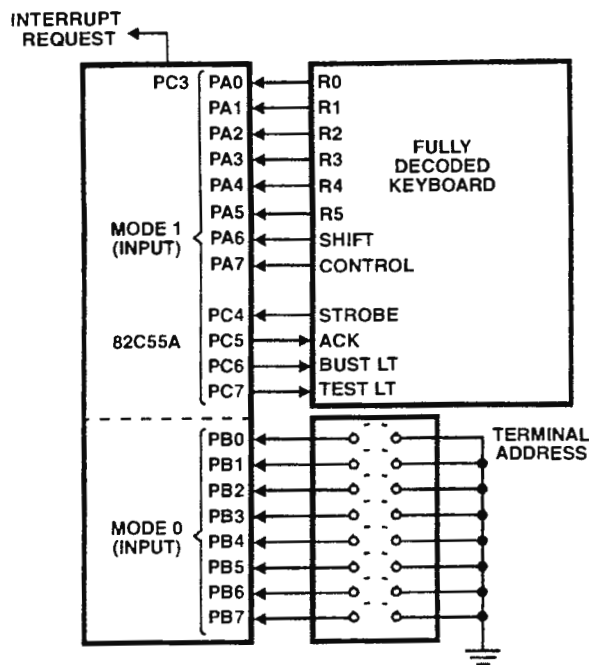 INTERRUPT
REQUEST
PC3 PA0 R0
PA1 R1
PA2 R2
PA3 R3
PA4 R4
PA5 R5
PA6 SHIFT
PA7 CONTROL
FULLY
DECODED
KEYBOARD
MODE 1
(INPUT)
PC4 STROBE
PC5 ACK
PC6 BUST LT
PC7 TEST LT
82C55A
PB0
PB1
PB2
PB3
PB4
PB5
PB6
PB7
MODE 0
(INPUT)
TERMINAL
ADDRESS